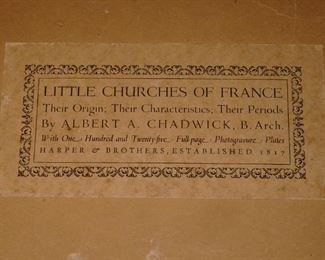 LITTLE CHURCHES OF FRANCE
Their Origin; Their Characteristics; Their Periods
By ALBERT A. CHADWICK, B. Arch.
With One Hundred and Twenty-five Full-page Photogravure Plates
HARPER & BROTHERS, ESTABLISHED 1817